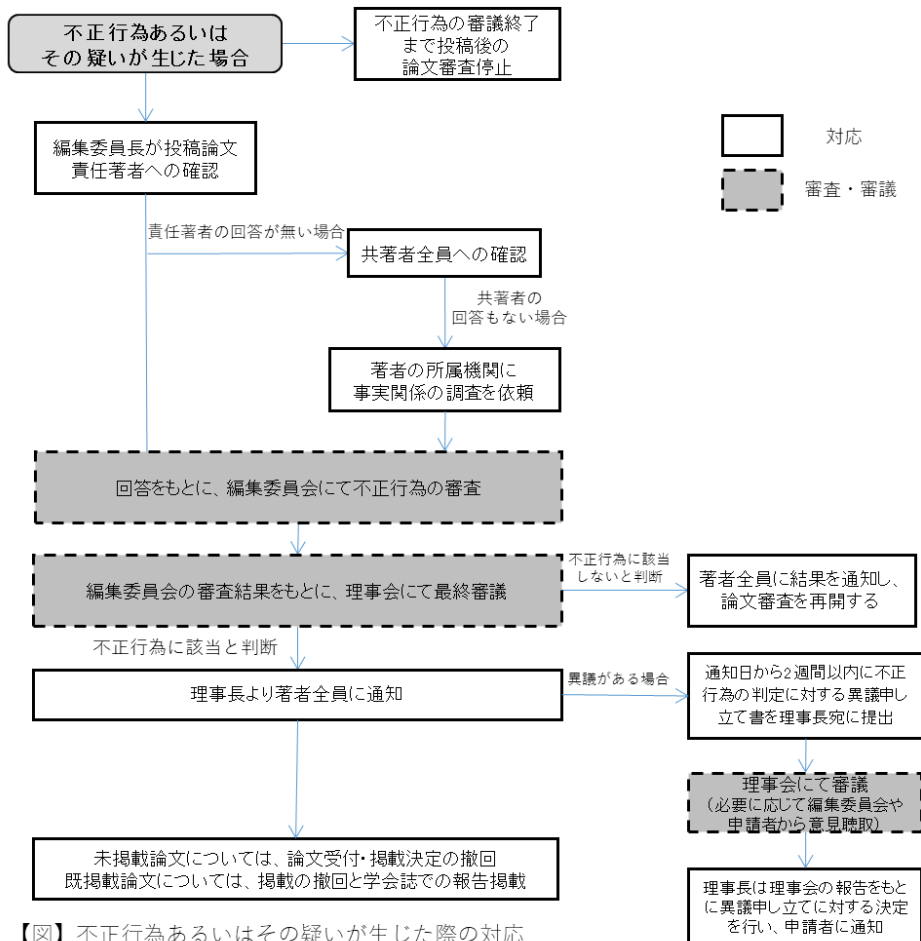 不正行為あるいは
その疑いが生じた場合
不正行為の審議終了
まで投稿後の
論文審査停止
編集委員長が投稿論文
責任著者への確認
対応
審査・審議
責任著者の回答が無い場合
共著者全員への確認
共著者の
回答もない場合
著者の所属機関に
事実関係の調査を依頼
回答をもとに、編集委員会にて不正行為の審査
編集委員会の審査結果をもとに、理事会にて最終審議
不正行為に該当
しないと判断
著者全員に結果を通知し、
論文審査を再開する
不正行為に該当と判断
理事長より著者全員に通知
異議がある場合
通知日から2週間以内に不正
行為の判定に対する異議申し
立て書を理事長宛に提出
理事会にて審議
(必要に応じて編集委員会や
申請者から意見聴取)
未掲載論文については、論文受付・掲載決定の撤回
既掲載論文については、掲載の撤回と学会誌での報告掲載
理事長は理事会の報告をもと
に異議申し立てに対する決定
を行い、申請者に通知
【図】不正行為あるいはその疑いが生じた際の対応